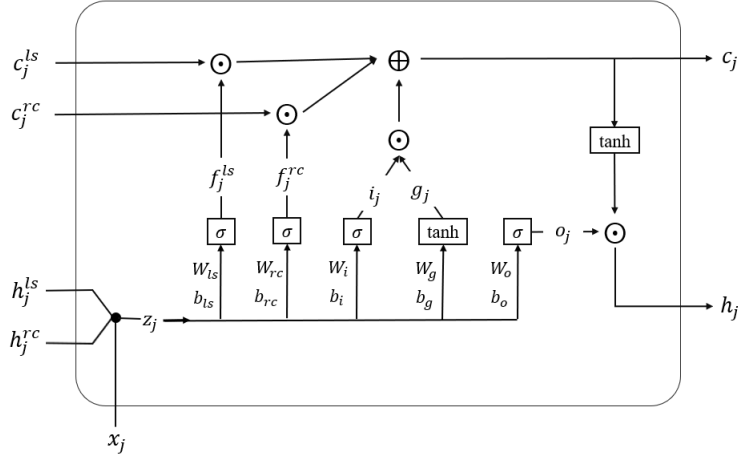 c_j^{ls}
c_j
c_j^{rc}
tanh
f_j^{ls} f_j^{rc} i_j g_j
σ σ σ tanh σ o_j
W_{ls} W_{rc} W_i W_g W_o
b_{ls} b_{rc} b_i b_g b_o
h_j^{ls}
h_j
z_j
h_j^{rc}
x_j